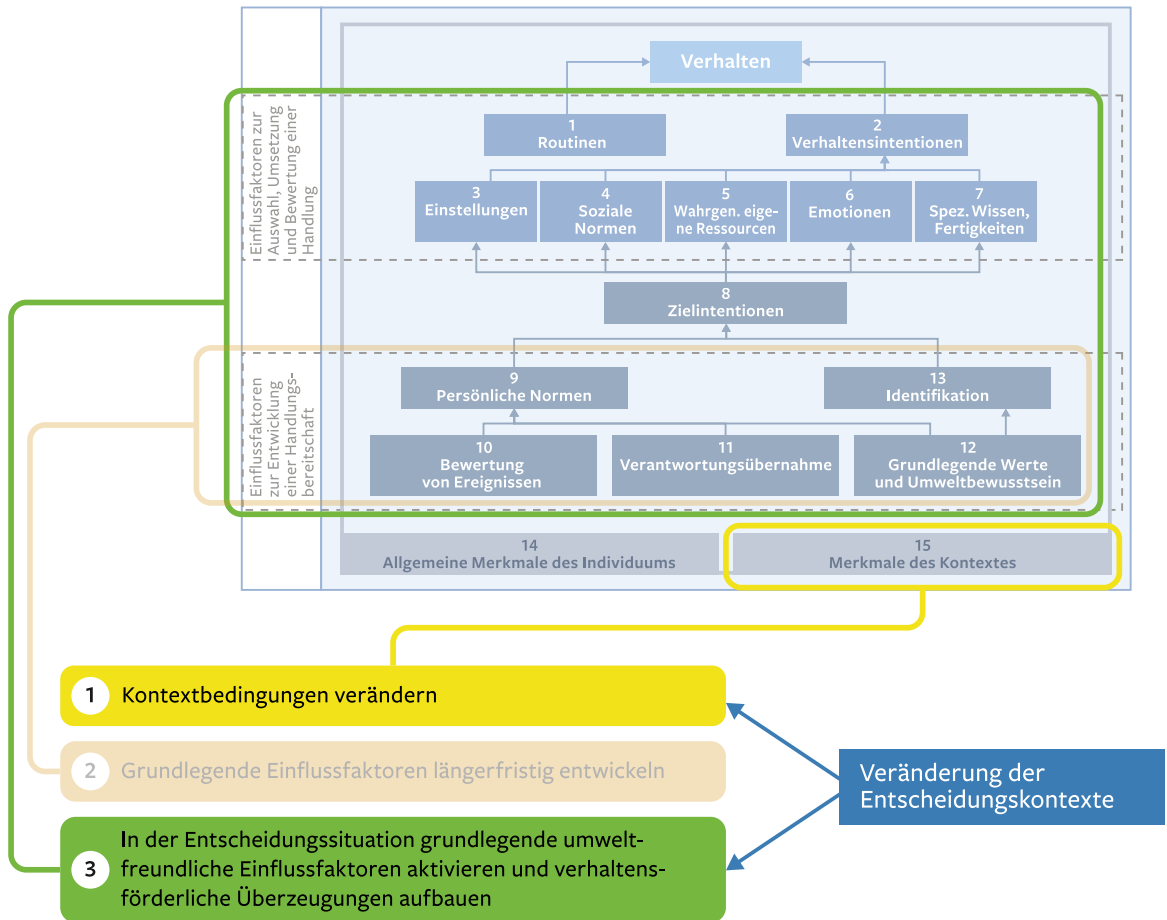 Verhalten
Einflussfaktoren zur
Auswahl, Umsetzung
und Bewertung einer
Handlung
1
Routinen
2
Verhaltensintentionen
3
Einstellungen
4
Soziale
Normen
5
Wahrgen. eige-
ne Ressourcen
6
Emotionen
7
Spez. Wissen,
Fertigkeiten
8
Zielintentionen
Einflussfaktoren
zur Entwicklung
einer Handlungs-
bereitschaft
9
Persönliche Normen
13
Identifikation
10
Bewertung
von Ereignissen
11
Verantwortungsübernahme
12
Grundlegende Werte
und Umweltbewusstsein
14
Allgemeine Merkmale des Individuums
15
Merkmale des Kontextes
1 Kontextbedingungen verändern
2 Grundlegende Einflussfaktoren längerfristig entwickeln
Veränderung der
Entscheidungskontexte
In der Entscheidungssituation grundlegende umwelt-
3 freundliche Einflussfaktoren aktivieren und verhaltens-
förderliche Überzeugungen aufbauen